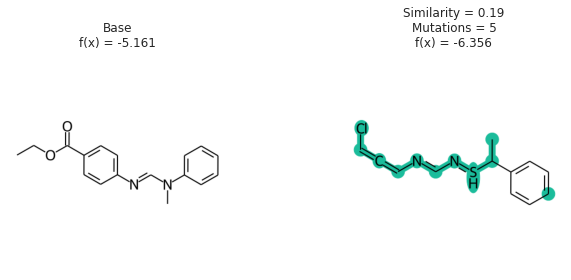 Base
f(x) = -5.161
Similarity = 0.19
Mutations = 5
f(x) = -6.356
O
O
N
N
Cl
C
N
N
S
H